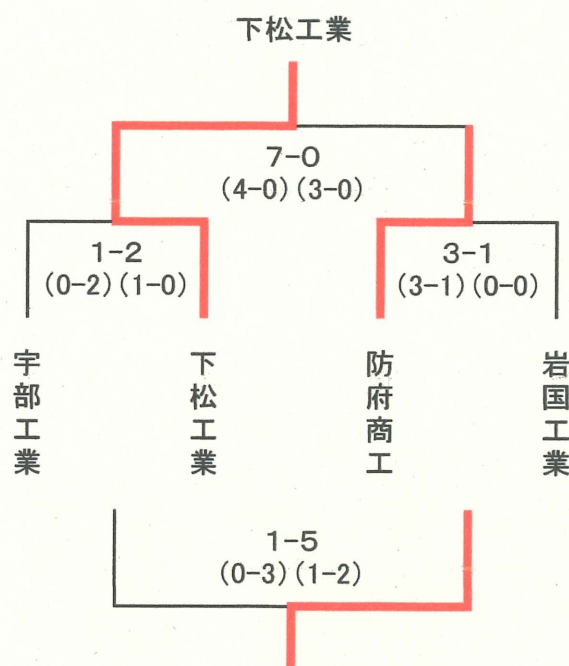 下松工業
7-0
(4-0)(3-0)
1-2
(0-2)(1-0)
3-1
(3-1)(0-0)
宇部工業
下松工業
防府商工
岩国工業
1-5
(0-3)(1-2)